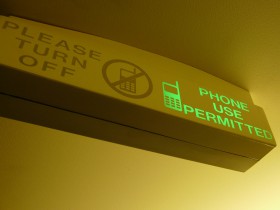 PLEASE
TURN
OFF
PHONE
USE
PERMITTED